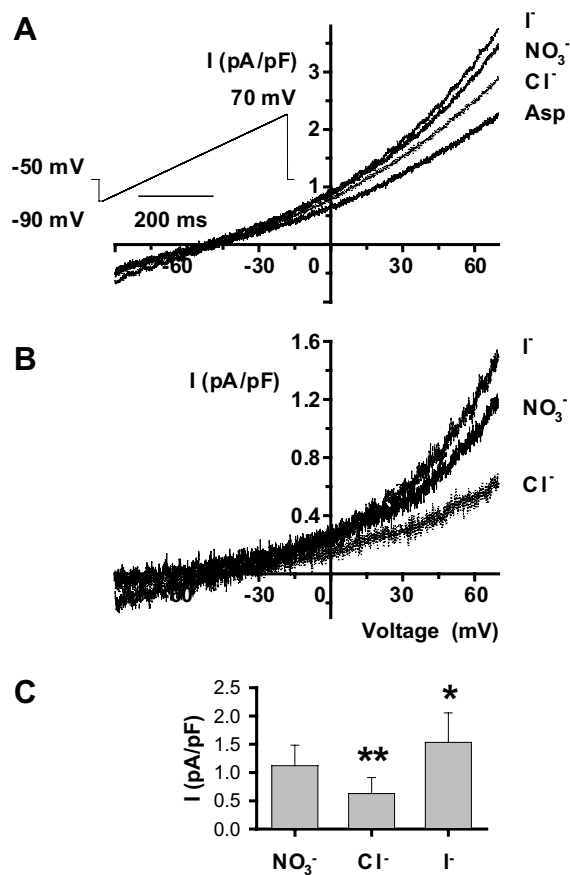 A
I (pA/pF)
I⁻
NO₃⁻
Cl⁻
Asp
70 mV
-50 mV
-90 mV
200 ms
3
2
1
-60 -30 0 30 60
B
I (pA/pF)
I⁻
NO₃⁻
Cl⁻
1.6
1.2
0.8
0.4
-60 -30 0 30 60
Voltage (mV)
C
I (pA/pF)
2.5
2.0
1.5
1.0
0.5
0.0
** *
NO₃⁻ Cl⁻ I⁻